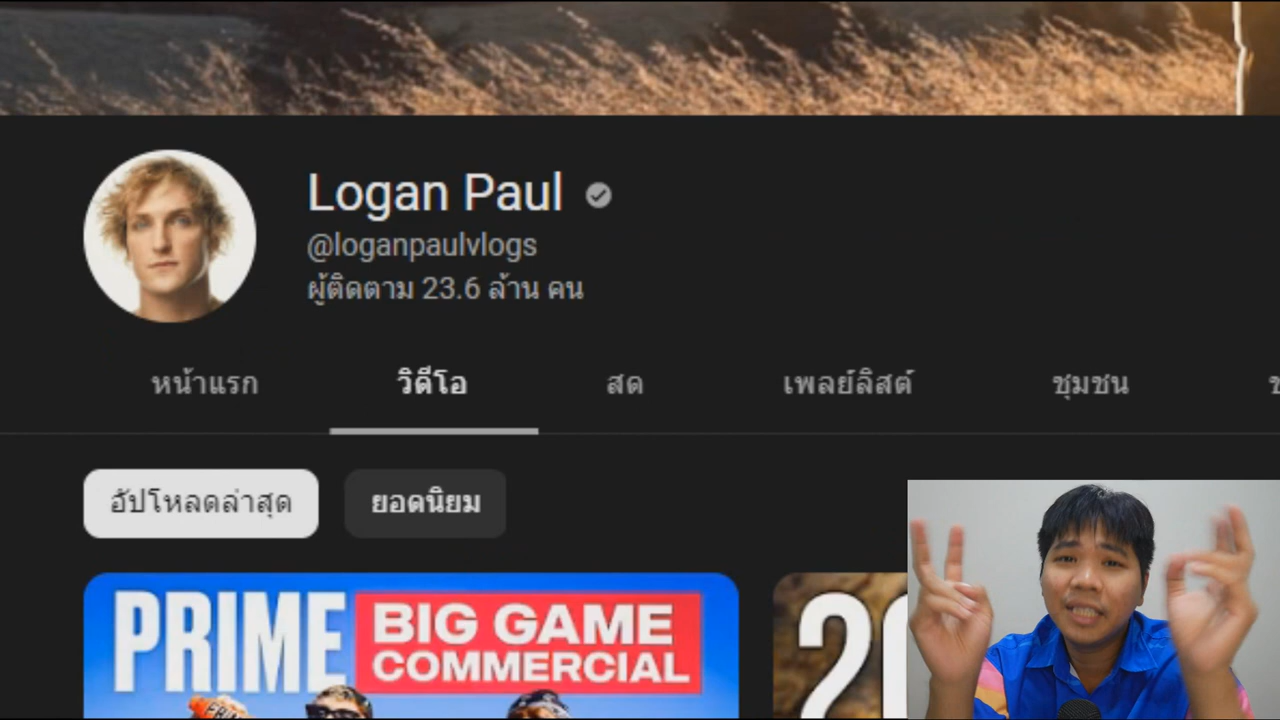 Logan Paul
@loganpaulvlogs
ผู้ติดตาม 23.6 ล้าน คน
หน้าแรก วิดีโอ สด เพลย์ลิสต์ ชุมชน
อัปโหลดล่าสุด ยอดนิยม
PRIME BIG GAME
COMMERCIAL